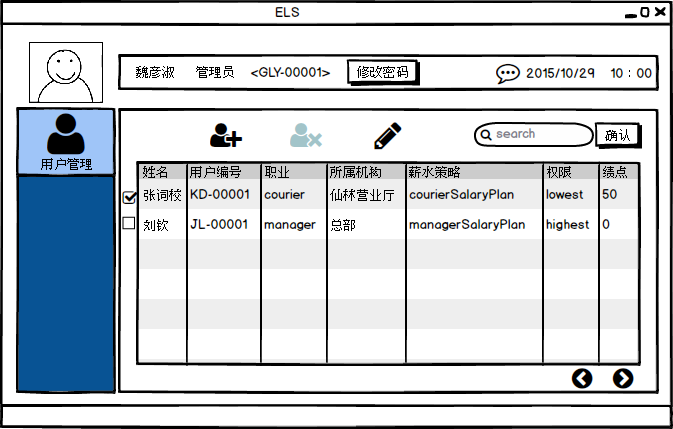 ELS
魏彦淑 管理员 <GLY-00001> 修改密码 2015/10/29 10：00
用户管理
search 确认
姓名 用户编号 职业 所属机构 薪水策略 权限 绩点
张词校 KD-00001 courier 仙林营业厅 courierSalaryPlan lowest 50
刘钦 JL-00001 manager 总部 managerSalaryPlan highest 0